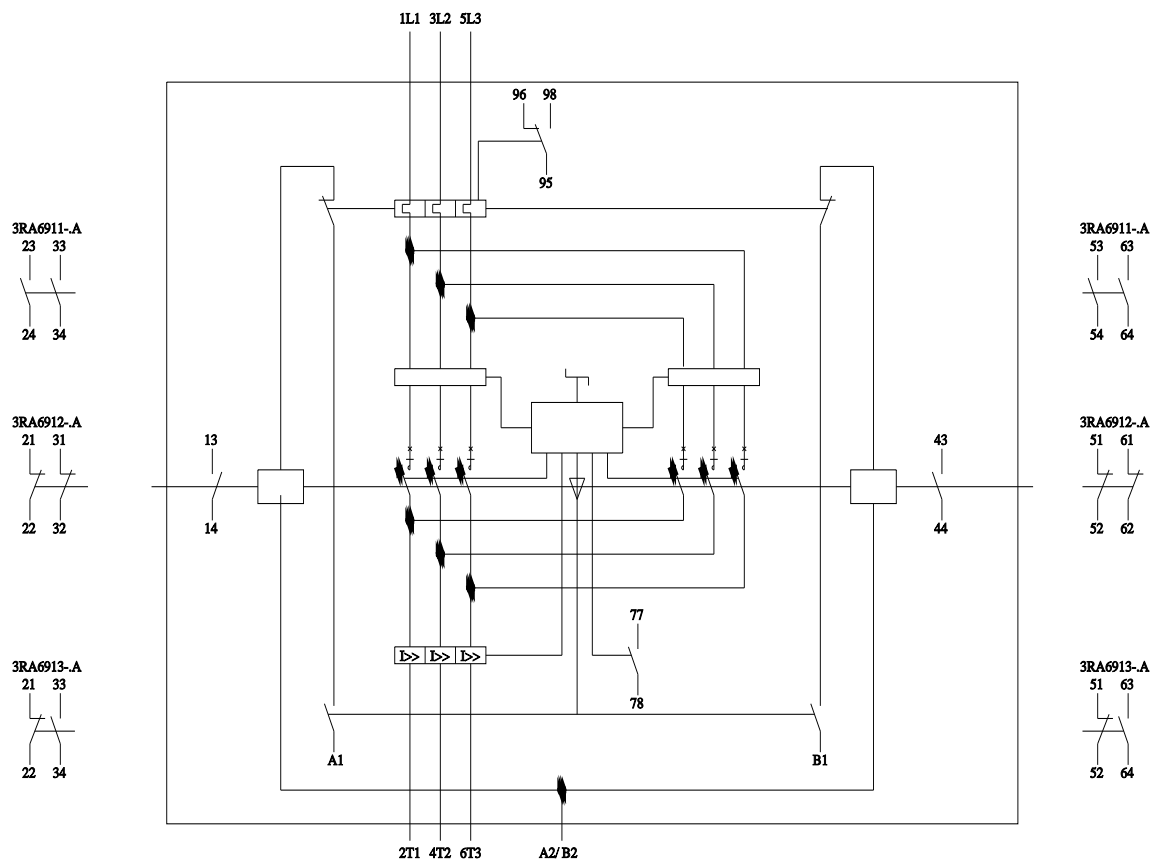 1L1 3L2 5L3
96 98
95
3RA6911-.A
23 33
24 34
3RA6911-.A
53 63
54 64
3RA6912-.A
21 31
22 32
13
14
43
44
3RA6912-.A
51 61
52 62
77
78
I>> I>> I>>
3RA6913-.A
21 33
22 34
3RA6913-.A
51 63
52 64
A1
B1
2T1 4T2 6T3
A2/ B2